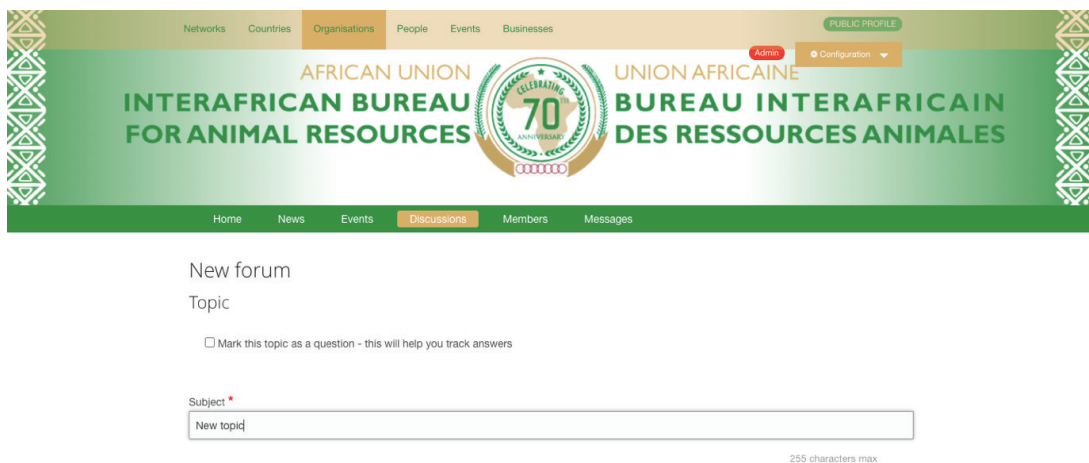 Networks Countries Organisations People Events Businesses PUBLIC PROFILE
Admin Configuration
AFRICAN UNION
INTERAFRICAN BUREAU
FOR ANIMAL RESOURCES
CELEBRATING
70TH
ANNIVERSARY
UNION AFRICAINE
BUREAU INTERAFRICAIN
DES RESSOURCES ANIMALES
Home News Events Discussions Members Messages
New forum
Topic
Mark this topic as a question - this will help you track answers
Subject *
New topic
255 characters max